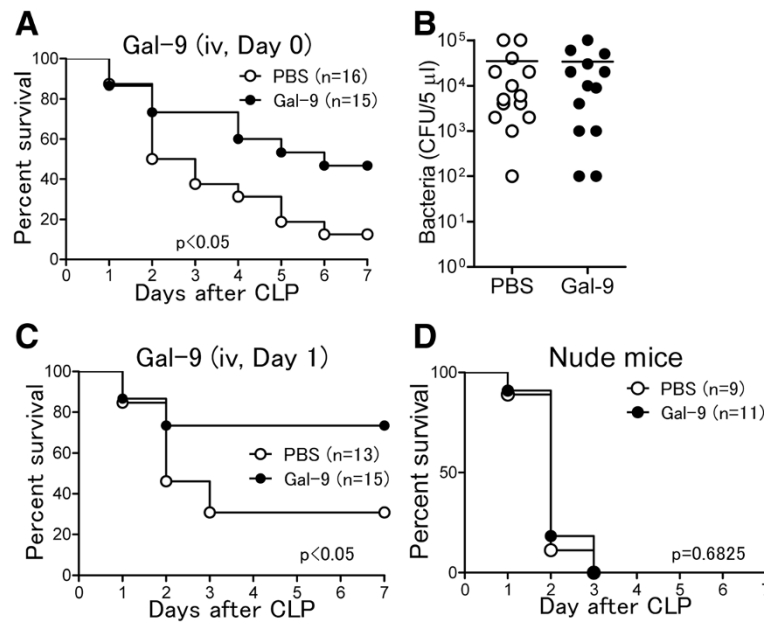 A
Gal-9 (iv, Day 0)
PBS (n=16)
Gal-9 (n=15)
Percent survival
100
80
60
40
20
0
p<0.05
0 1 2 3 4 5 6 7
Days after CLP
B
Bacteria (CFU/5 μl)
10⁵
10⁴
10³
10²
10¹
10⁰
PBS Gal-9
C
Gal-9 (iv, Day 1)
Percent survival
100
80
60
40
20
0
PBS (n=13)
Gal-9 (n=15)
p<0.05
0 1 2 3 4 5 6 7
Days after CLP
D
Nude mice
PBS (n=9)
Gal-9 (n=11)
Percent survival
100
50
0
p=0.6825
0 1 2 3 4 5 6 7
Day after CLP